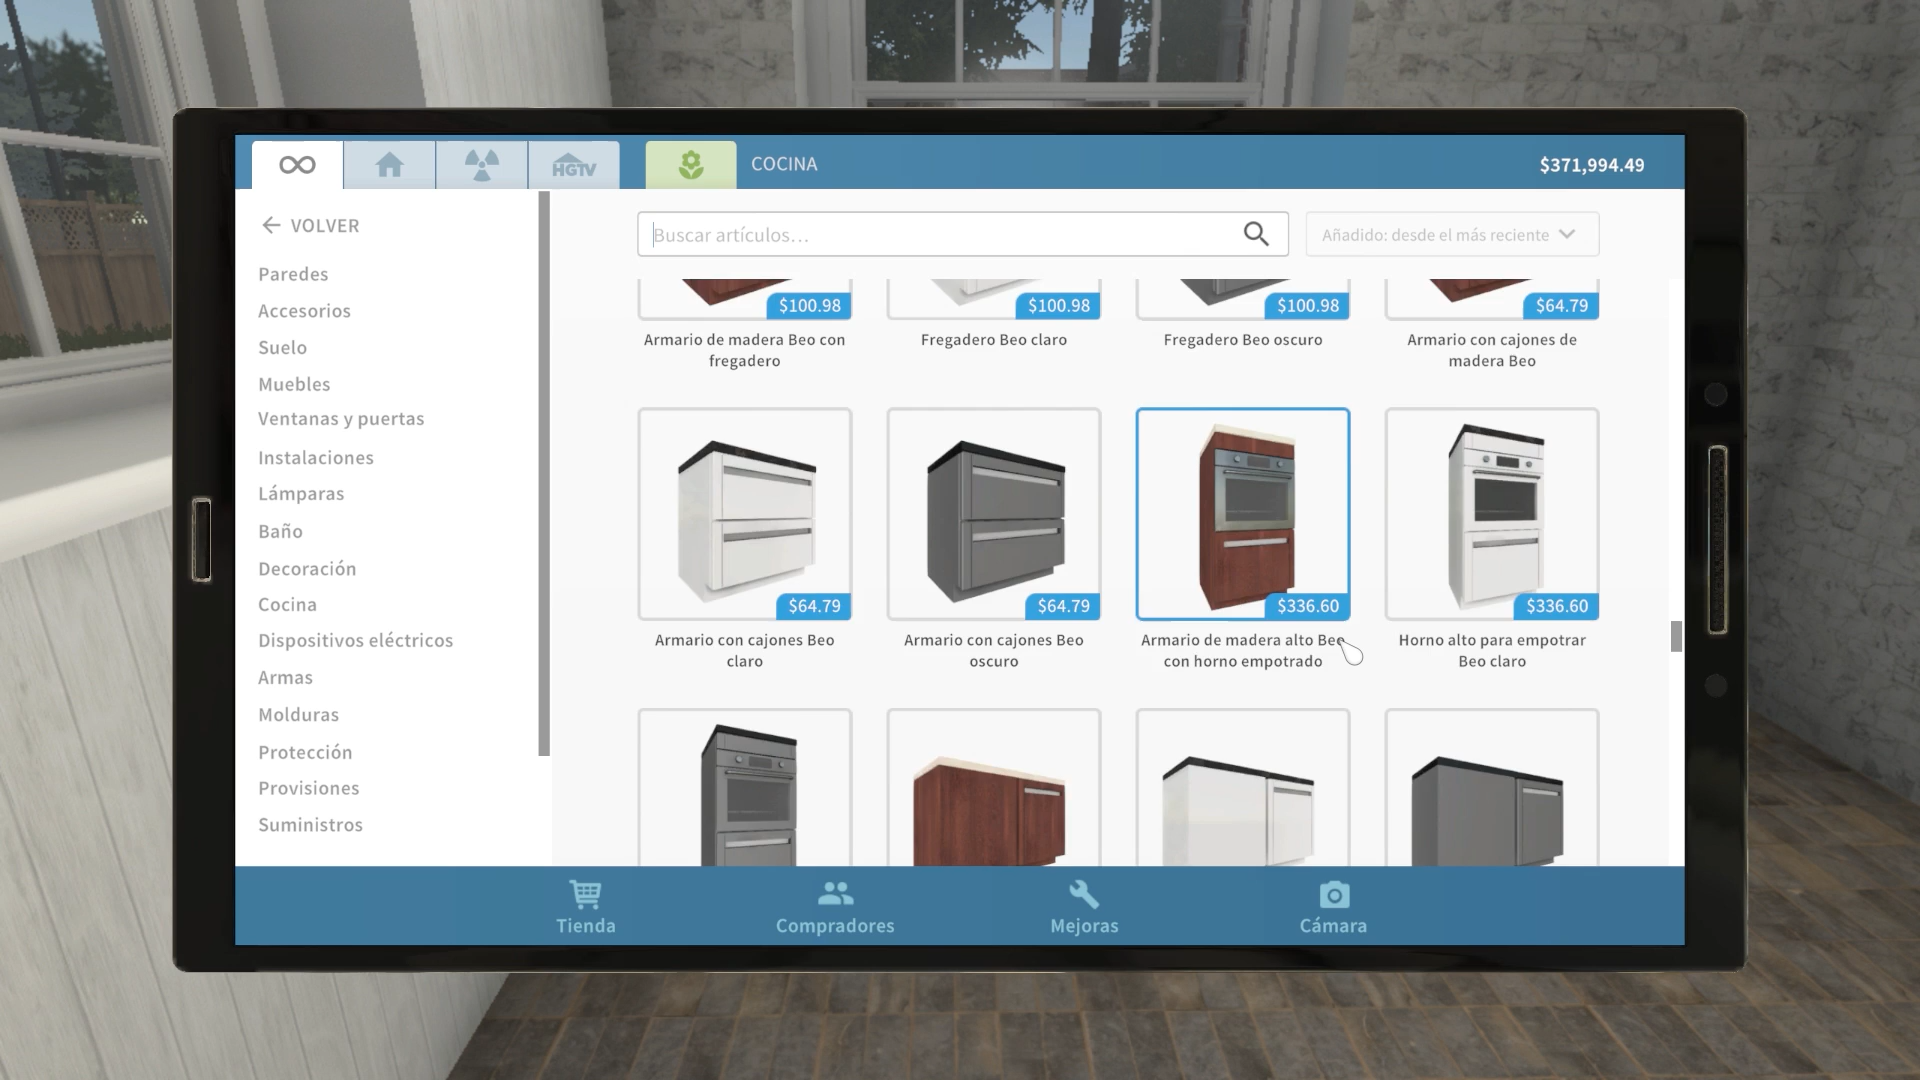 HGTV
COCINA
$371,994.49
VOLVER
Buscar artículos...
Añadido: desde el más reciente
Paredes
Accesorios
Suelo
Muebles
Ventanas y puertas
Instalaciones
Lámparas
Baño
Decoración
Cocina
Dispositivos eléctricos
Armas
Molduras
Protección
Provisiones
Suministros
$100.98
$100.98
$100.98
$64.79
Armario de madera Beo con
fregadero
Fregadero Beo claro
Fregadero Beo oscuro
Armario con cajones de
madera Beo
$64.79
$64.79
$336.60
$336.60
Armario con cajones Beo
claro
Armario con cajones Beo
oscuro
Armario de madera alto Beo
con horno empotrado
Horno alto para empotrar
Beo claro
Tienda
Compradores
Mejoras
Cámara